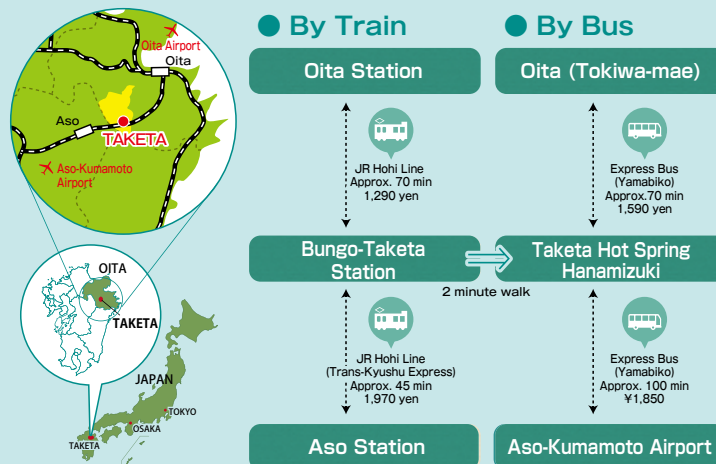 Oita Airport
Oita
Aso
TAKETA
Aso-Kumamoto
Airport
OITA
TAKETA
JAPAN
TOKYO
OSAKA
TAKETA
● By Train
Oita Station
JR Hohi Line
Approx. 70 min
1,290 yen
Bungo-Taketa
Station
2 minute walk
JR Hohi Line
(Trans-Kyushu Express)
Approx. 45 min
1,970 yen
Aso Station
● By Bus
Oita (Tokiwa-mae)
Express Bus
(Yamabiko)
Approx.70 min
1,590 yen
Taketa Hot Spring
Hanamizuki
Express Bus
(Yamabiko)
Approx. 100 min
¥1,850
Aso-Kumamoto Airport